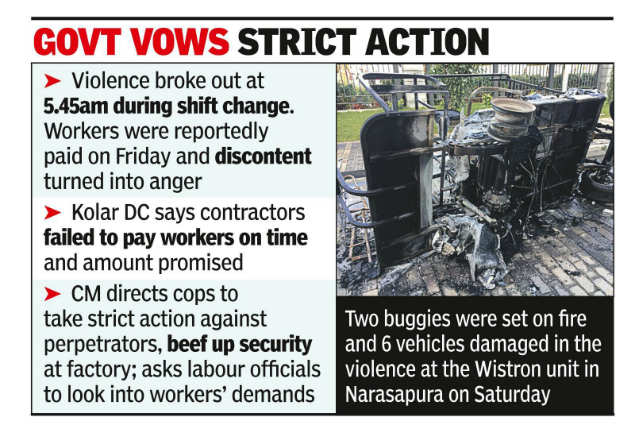 GOVT VOWS STRICT ACTION
➤ Violence broke out at
5.45am during shift change.
Workers were reportedly
paid on Friday and discontent
turned into anger
➤ Kolar DC says contractors
failed to pay workers on time
and amount promised
➤ CM directs cops to
take strict action against
perpetrators, beef up security
at factory; asks labour officials
to look into workers’ demands
Two buggies were set on fire
and 6 vehicles damaged in the
violence at the Wistron unit in
Narasapura on Saturday